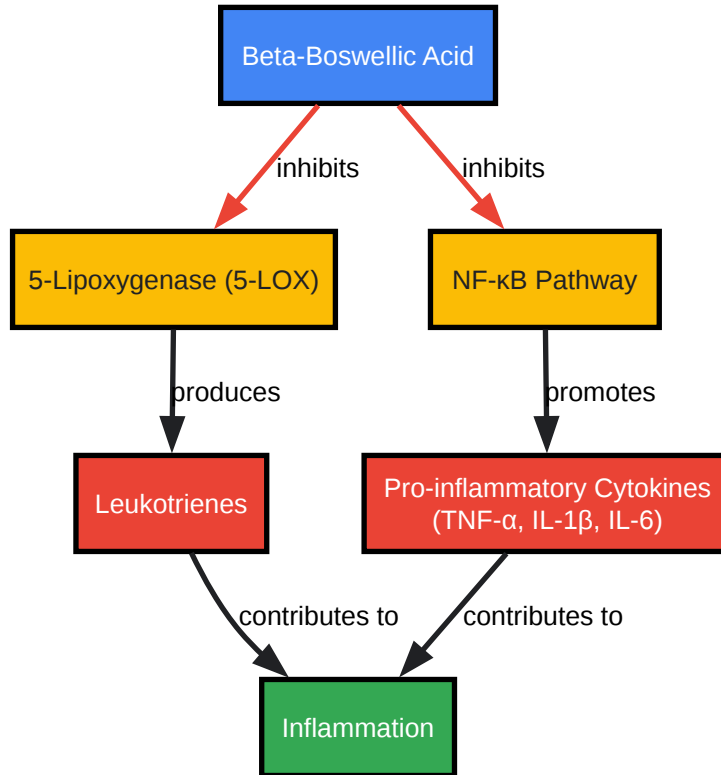 Beta-Boswellic Acid
inhibits
inhibits
5-Lipoxygenase (5-LOX)
NF-κB Pathway
produces
promotes
Leukotrienes
Pro-inflammatory Cytokines
(TNF-α, IL-1β, IL-6)
contributes to
contributes to
Inflammation